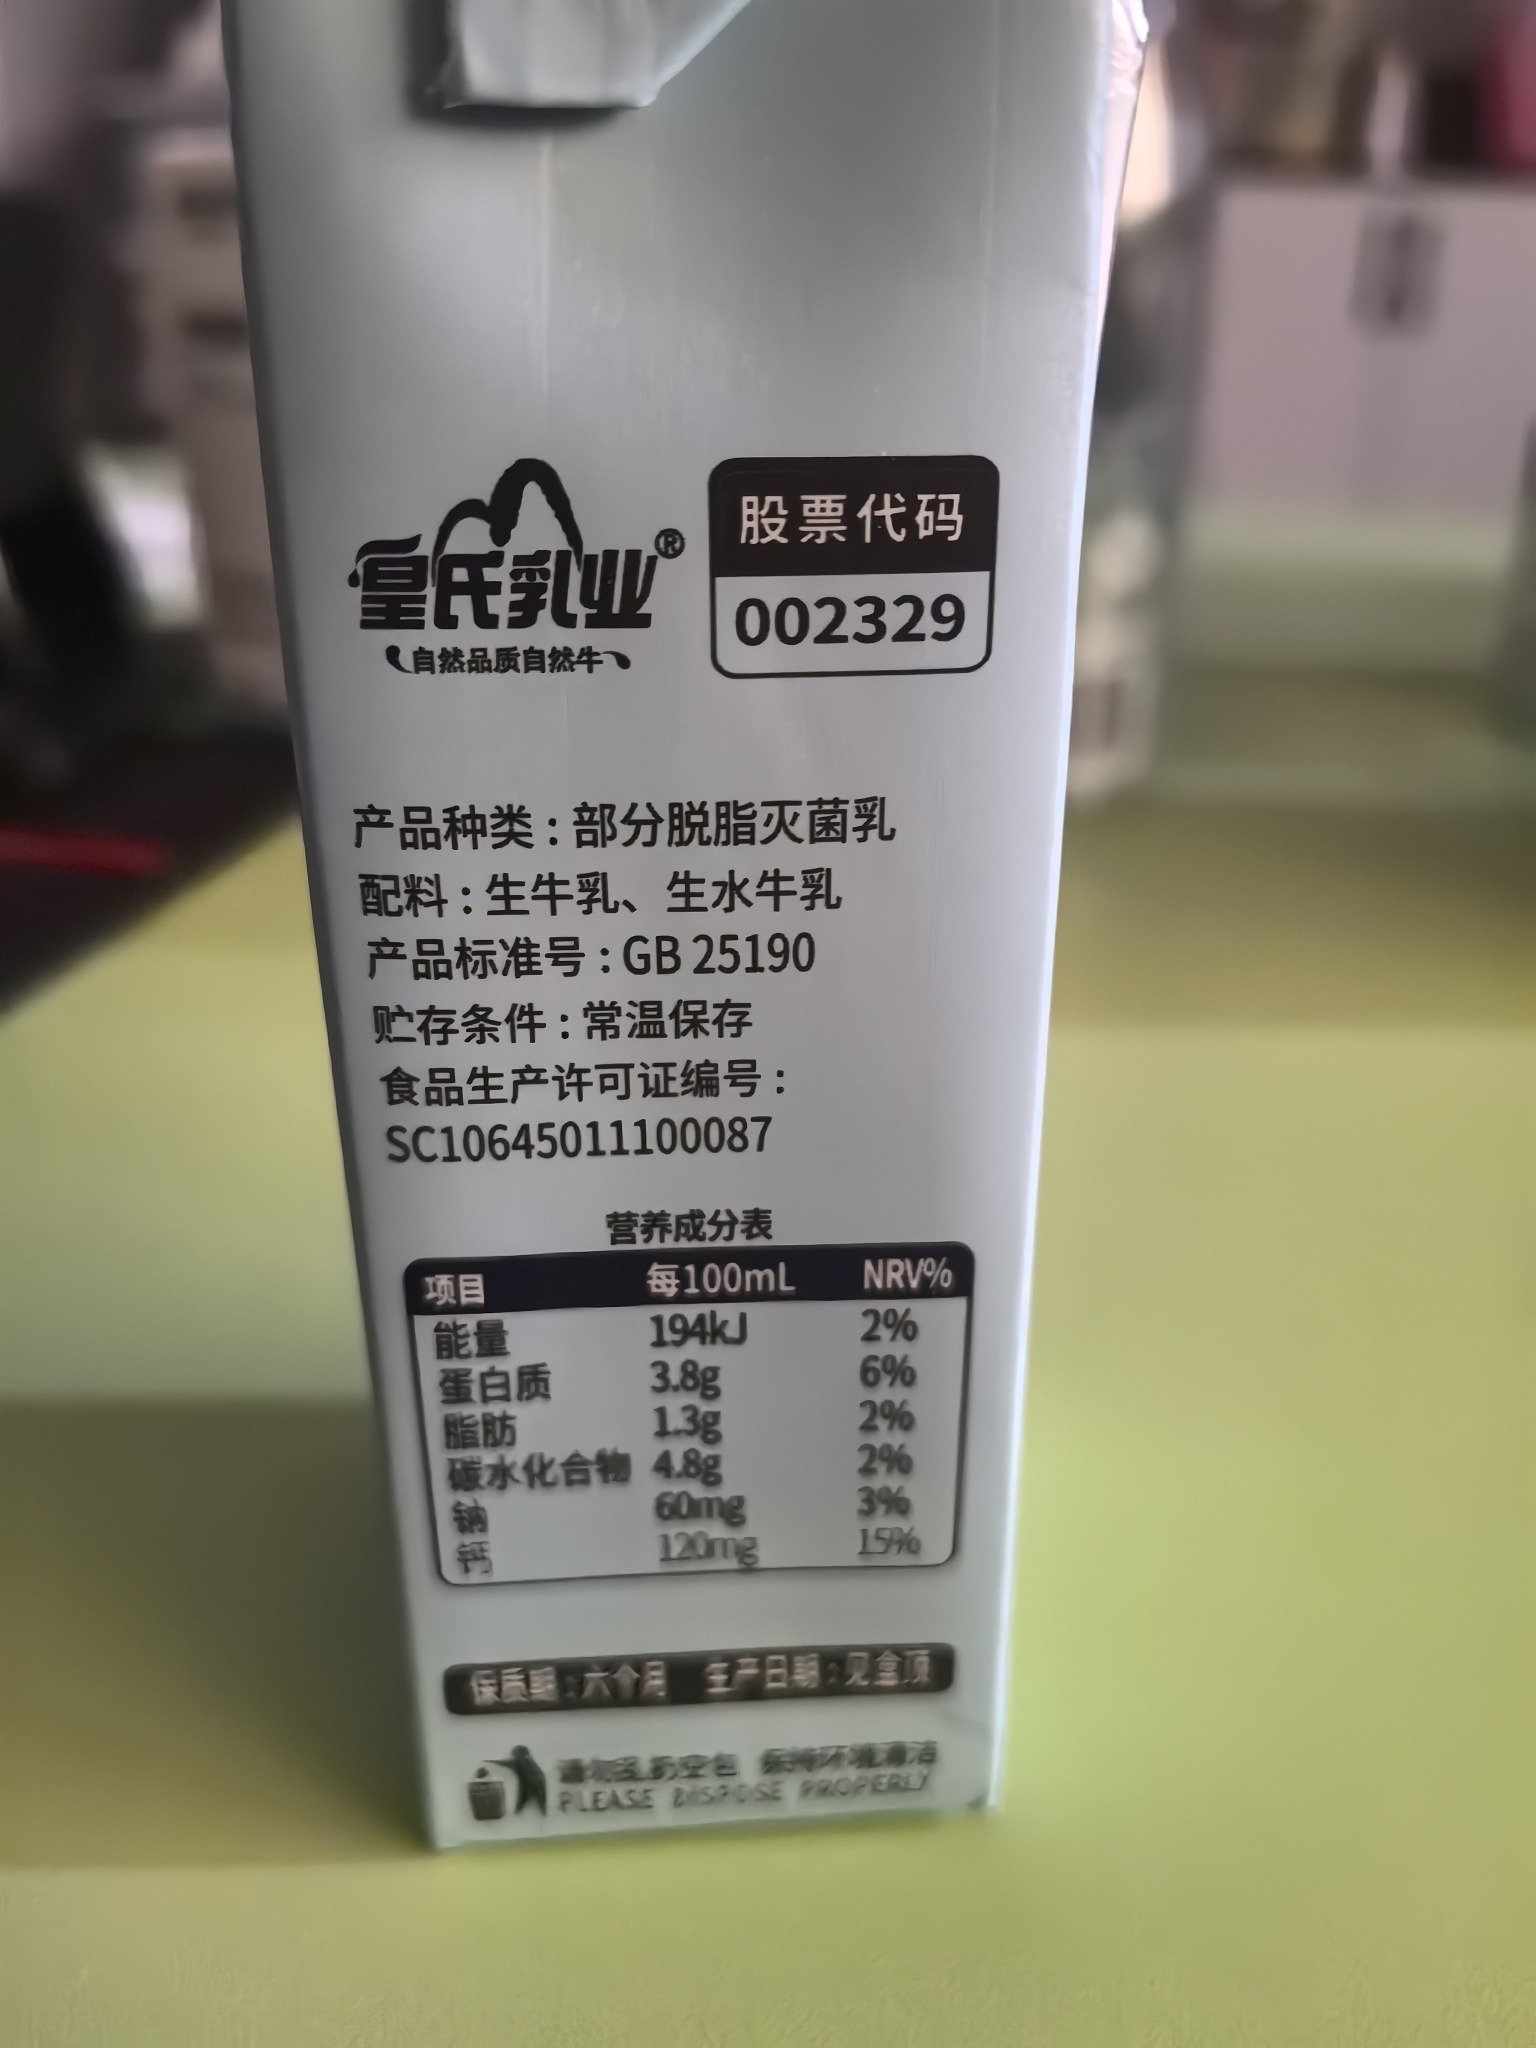 皇氏乳业®
自然品质自然牛
股票代码
002329
产品种类：部分脱脂灭菌乳
配料：生牛乳、生水牛乳
产品标准号：GB 25190
贮存条件：常温保存
食品生产许可证编号：
SC10645011100087
营养成分表
项目 每100mL NRV%
能量 194kJ 2%
蛋白质 3.8g 6%
脂肪 1.3g 2%
碳水化合物 4.8g 2%
钠 60mg 3%
钙 120mg 15%
保质期：六个月 生产日期：见盒顶
请勿乱扔空包 保持环境清洁
PLEASE DISPOSE PROPERLY